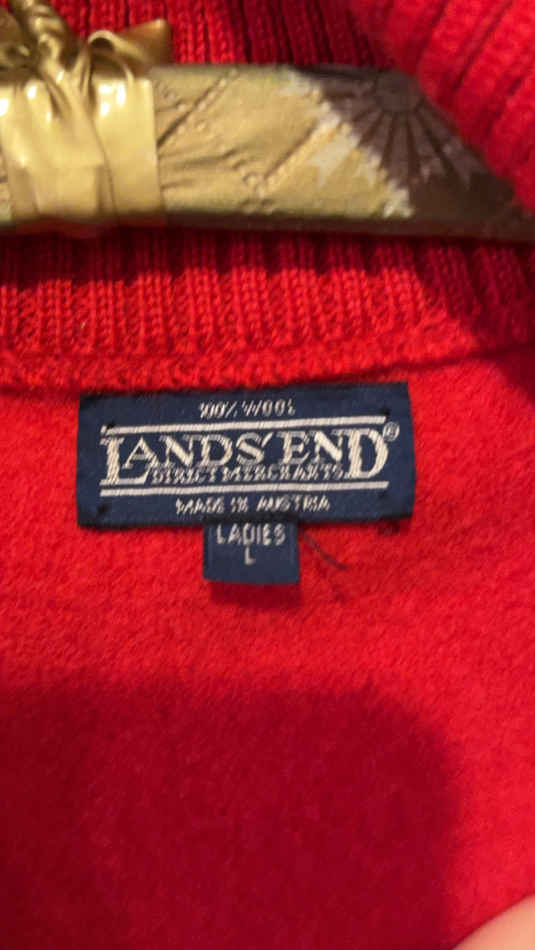 100% WOOL
LANDS' END®
DIRECT MERCHANTS
MADE IN AUSTRIA
LADIES
L